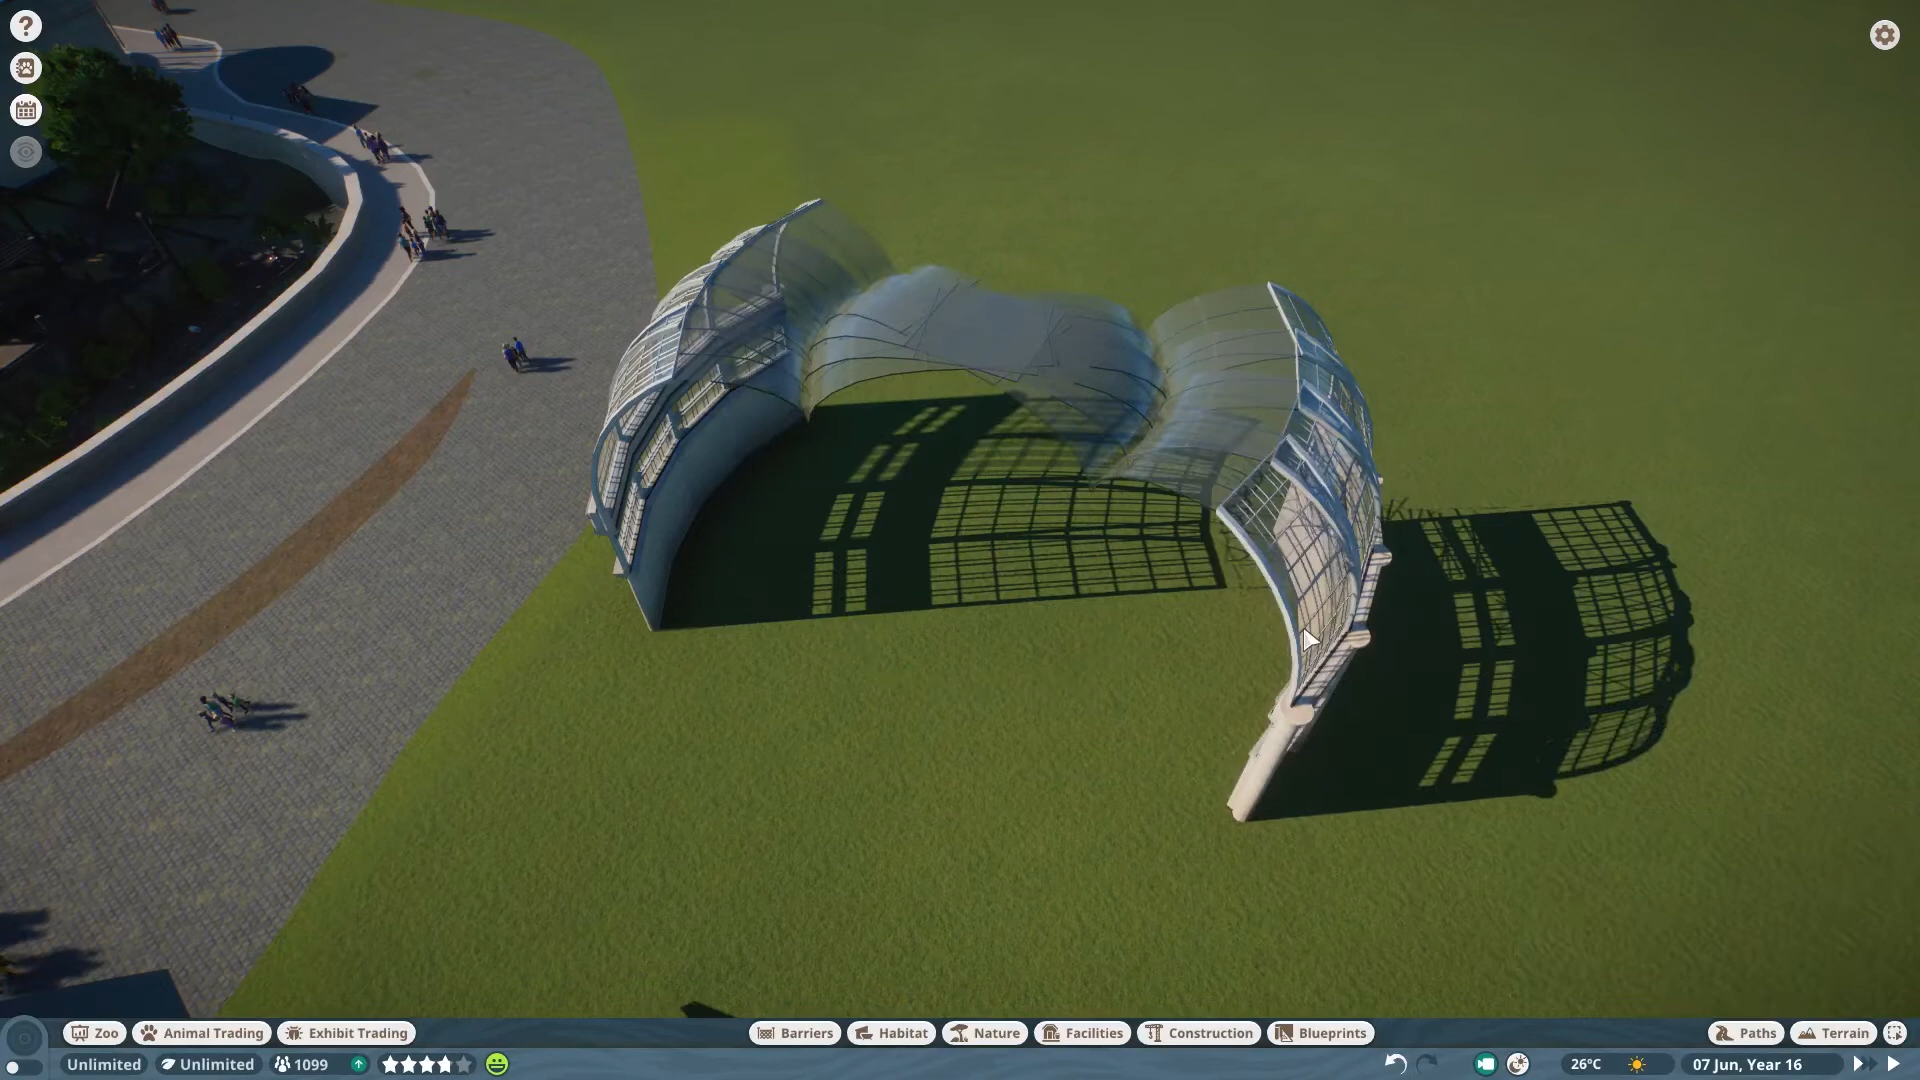 ?
Zoo Animal Trading Exhibit Trading Barriers Habitat Nature Facilities Construction Blueprints Paths Terrain
Unlimited Unlimited 1099 26°C 07 Jun, Year 16